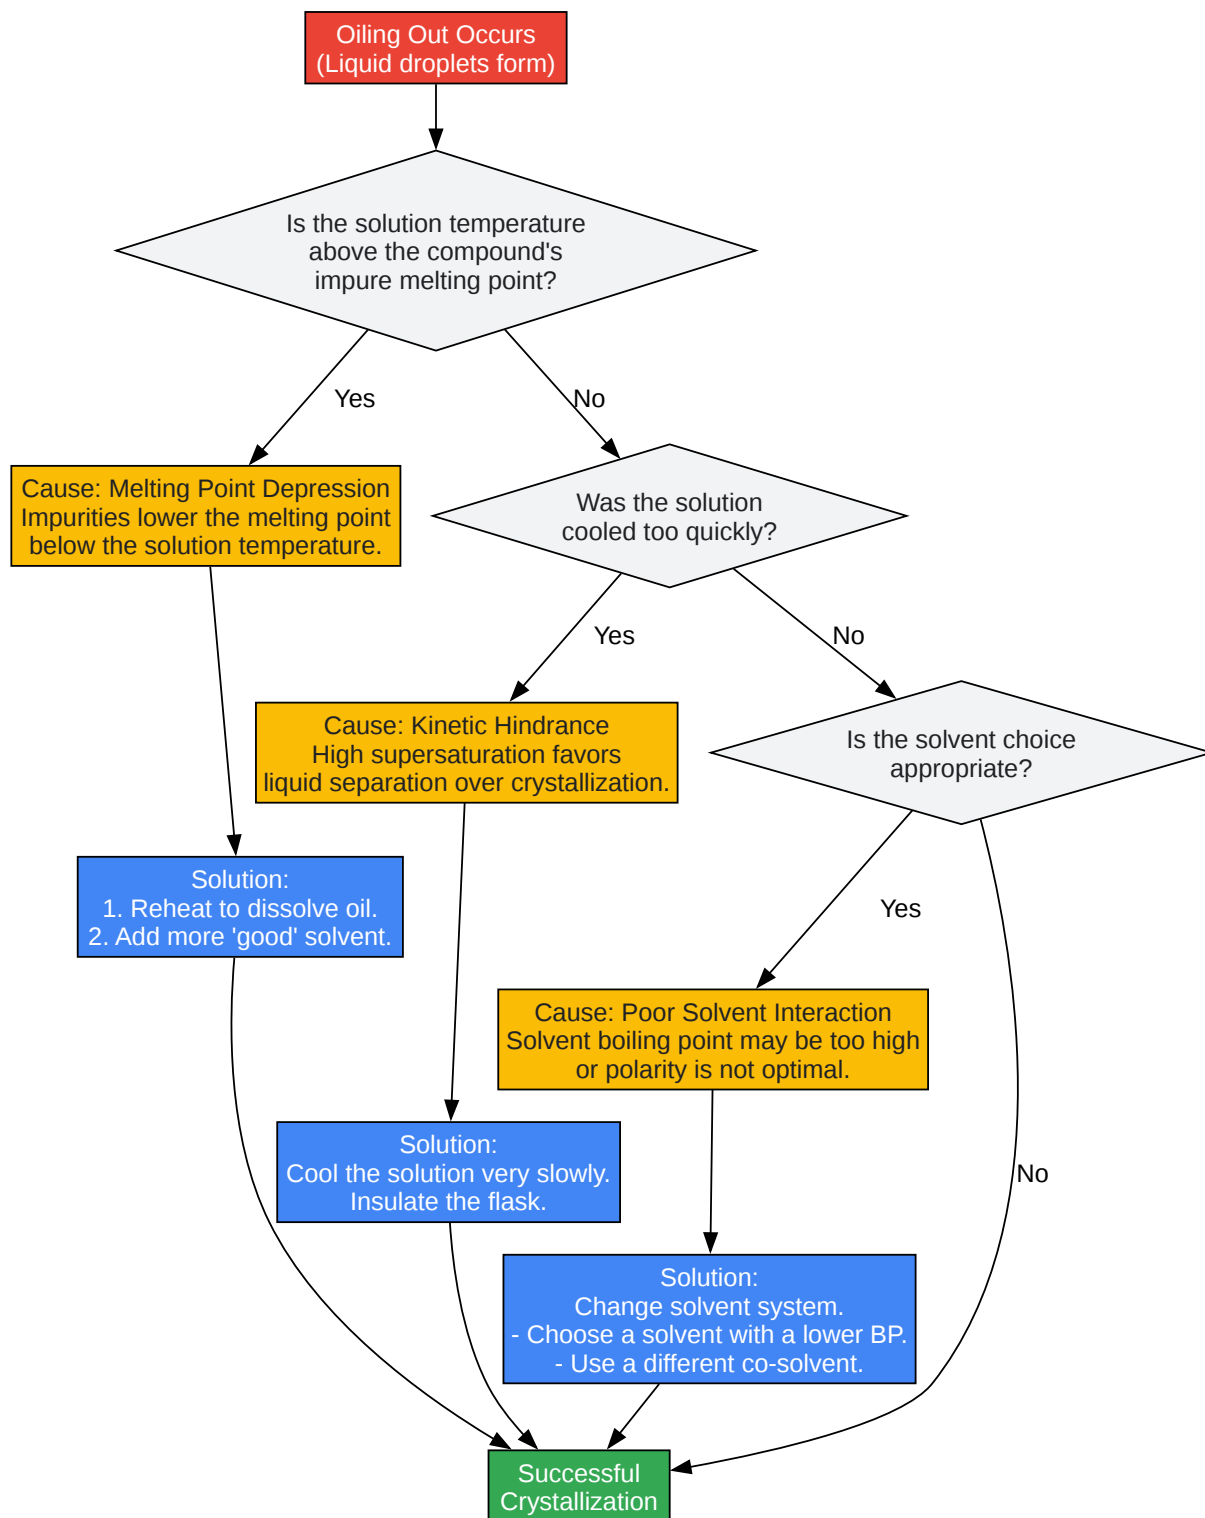 Oiling Out Occurs
(Liquid droplets form)
Is the solution temperature
above the compound's
impure melting point?
Yes
No
Cause: Melting Point Depression
Impurities lower the melting point
below the solution temperature.
Was the solution
cooled too quickly?
Yes
No
Cause: Kinetic Hindrance
High supersaturation favors
liquid separation over crystallization.
Is the solvent choice
appropriate?
Solution:
1. Reheat to dissolve oil.
2. Add more 'good' solvent.
Yes
Cause: Poor Solvent Interaction
Solvent boiling point may be too high
or polarity is not optimal.
Solution:
Cool the solution very slowly.
Insulate the flask.
No
Solution:
Change solvent system.
- Choose a solvent with a lower BP.
- Use a different co-solvent.
Successful
Crystallization